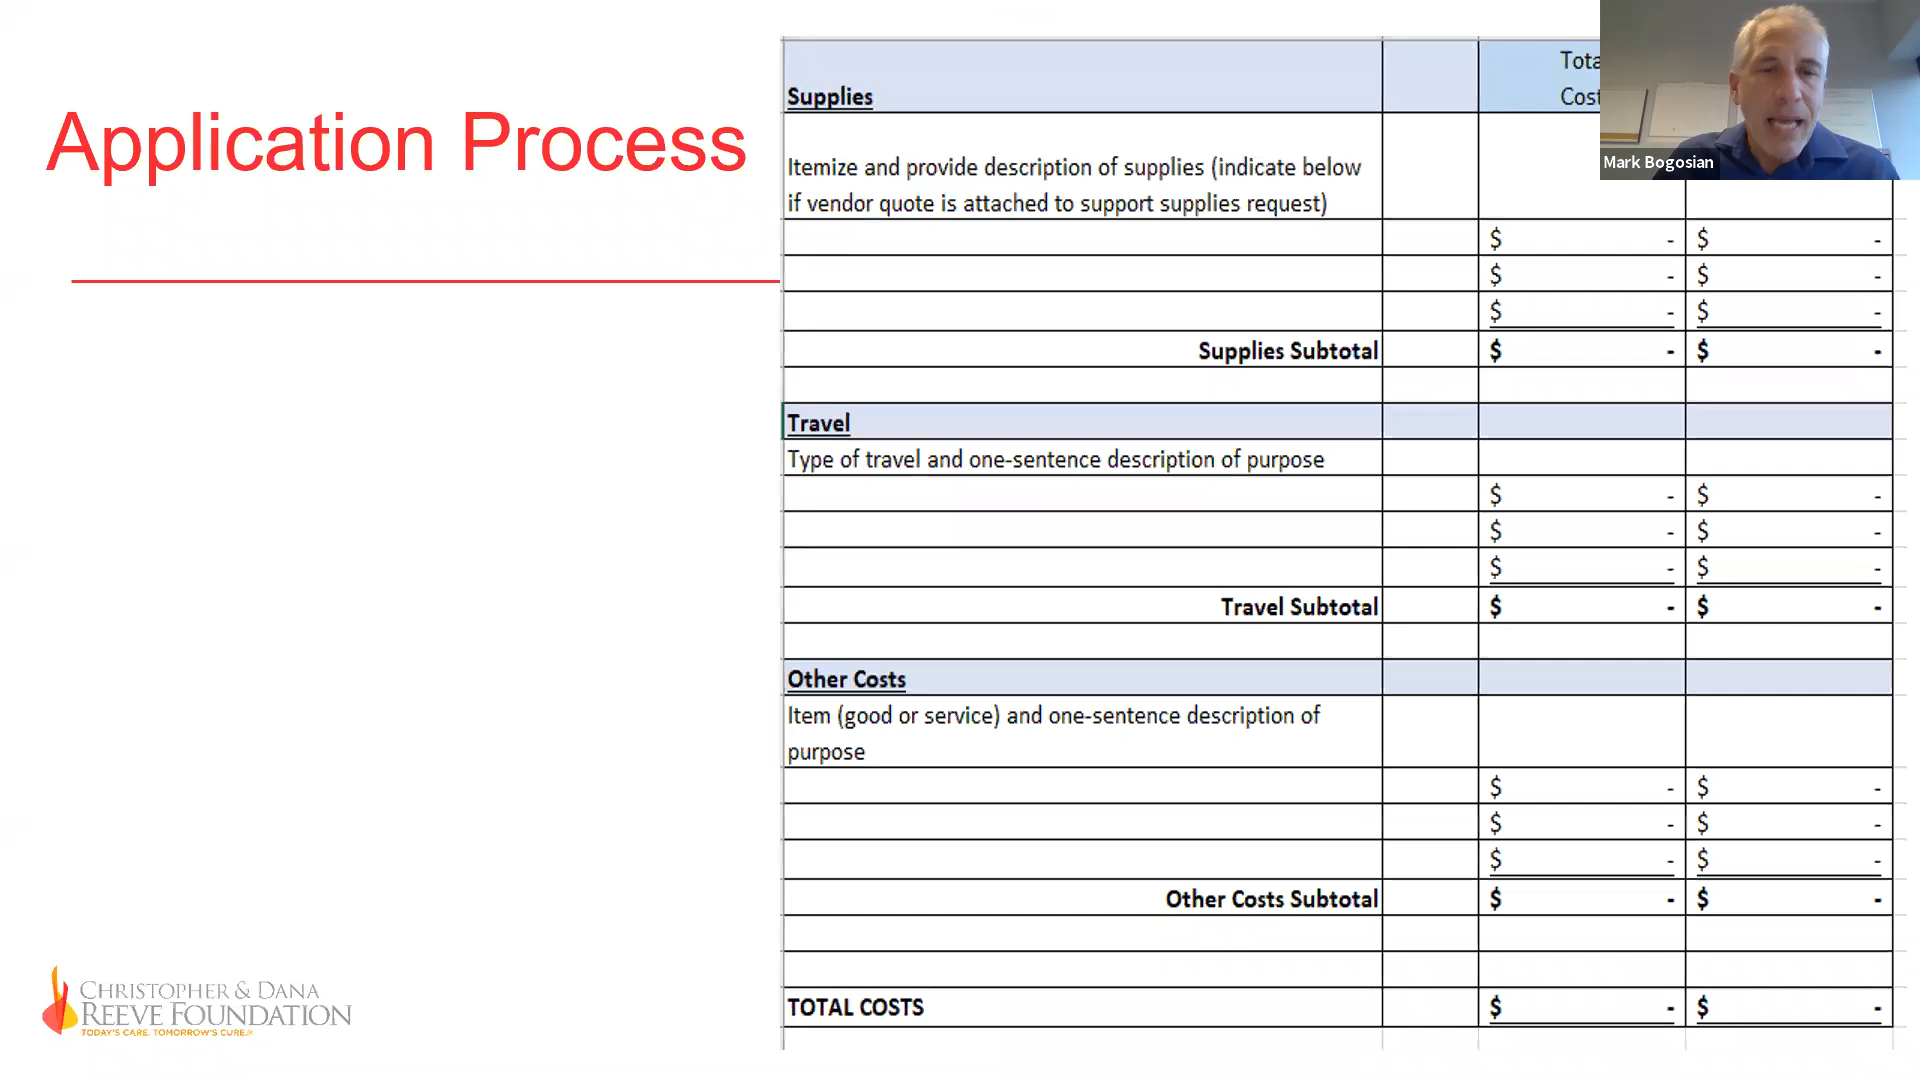 Application Process
Supplies
Tota
Cost
Itemize and provide description of supplies (indicate below
if vendor quote is attached to support supplies request)
$ - $ -
$ - $ -
$ - $ -
Supplies Subtotal $ - $ -
Travel
Type of travel and one-sentence description of purpose
$ - $ -
$ - $ -
$ - $ -
Travel Subtotal $ - $ -
Other Costs
Item (good or service) and one-sentence description of
purpose
$ - $ -
$ - $ -
$ - $ -
Other Costs Subtotal $ - $ -
TOTAL COSTS $ - $ -
Mark Bogosian
CHRISTOPHER & DANA
REEVE FOUNDATION
TODAY'S CARE. TOMORROW'S CURE.